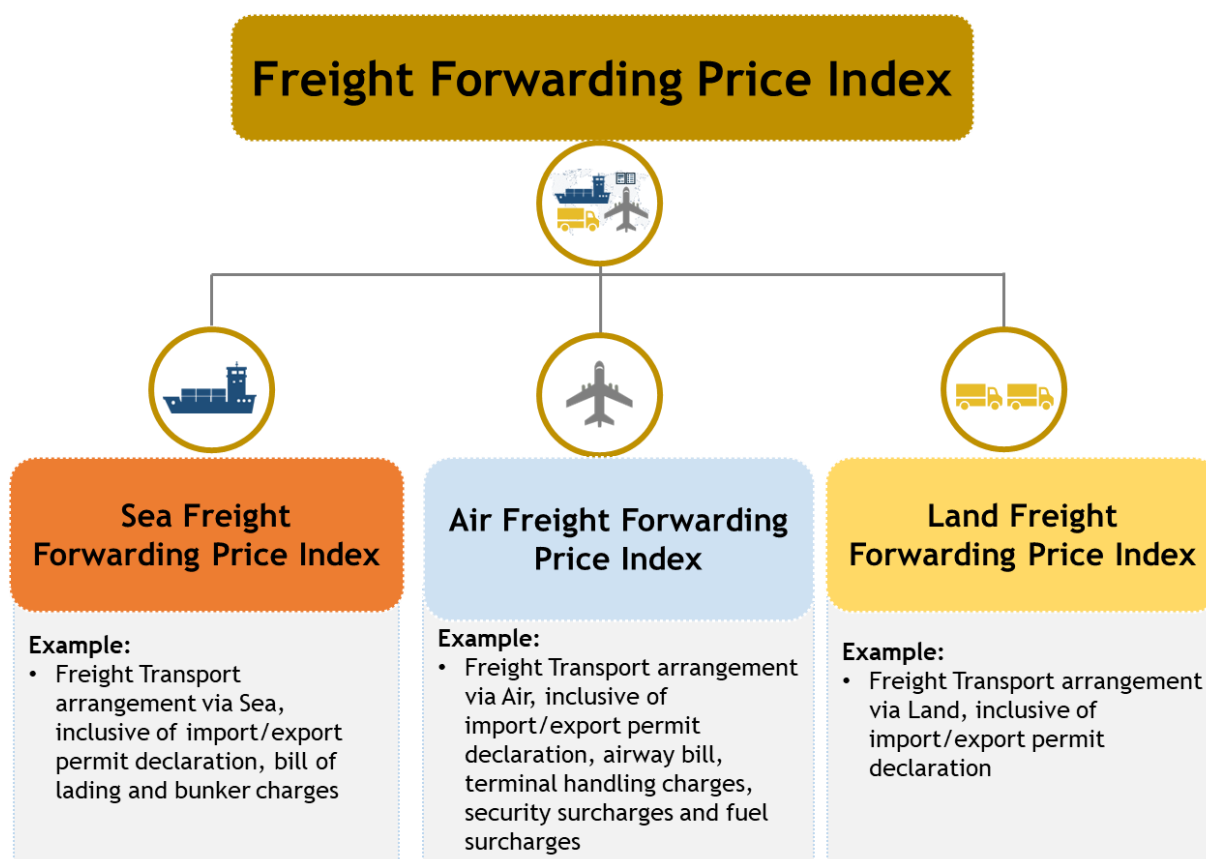 Freight Forwarding Price Index
Sea Freight
Forwarding Price Index
Example:
• Freight Transport
arrangement via Sea,
inclusive of import/export
permit declaration, bill of
lading and bunker charges
Air Freight Forwarding
Price Index
Example:
• Freight Transport arrangement
via Air, inclusive of
import/export permit
declaration, airway bill,
terminal handling charges,
security surcharges and fuel
surcharges
Land Freight
Forwarding Price Index
Example:
• Freight Transport arrangement
via Land, inclusive of
import/export permit
declaration